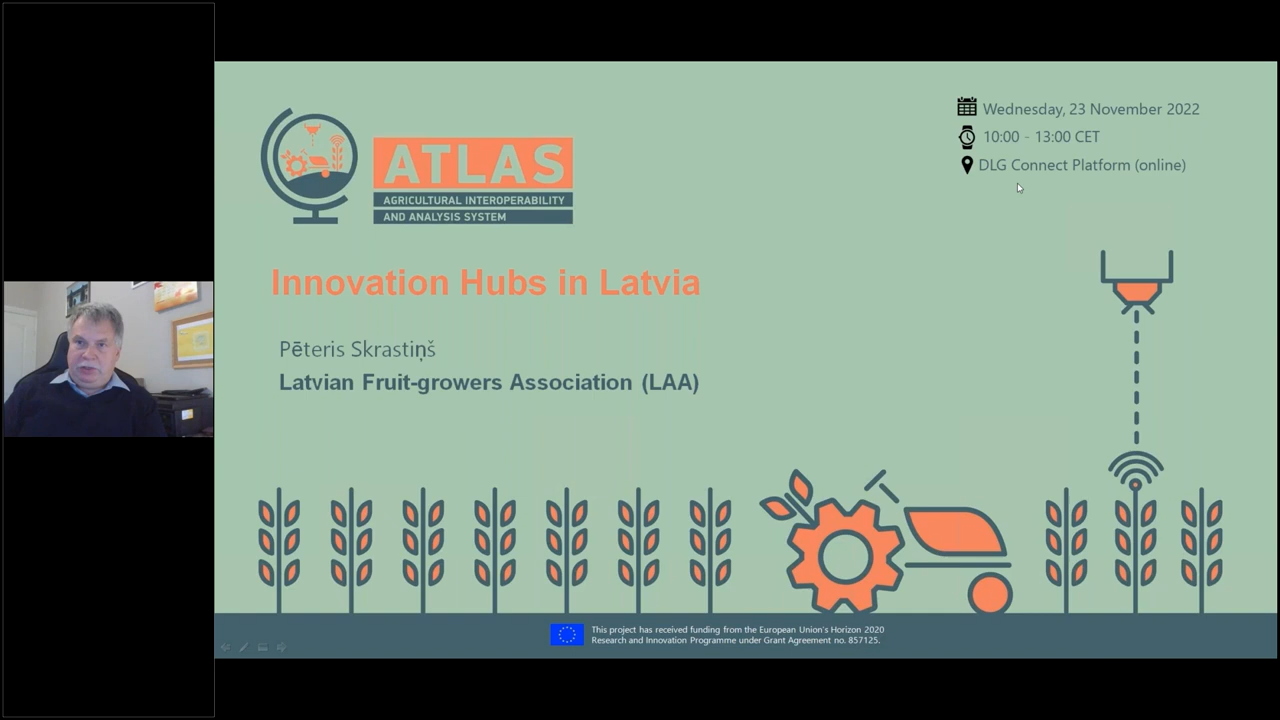 Wednesday, 23 November 2022
10:00 - 13:00 CET
DLG Connect Platform (online)
ATLAS
AGRICULTURAL INTEROPERABILITY
AND ANALYSIS SYSTEM
Innovation Hubs in Latvia
Pēteris Skrastiņš
Latvian Fruit-growers Association (LAA)
This project has received funding from the European Union's Horizon 2020
Research and Innovation Programme under Grant Agreement no. 857125.